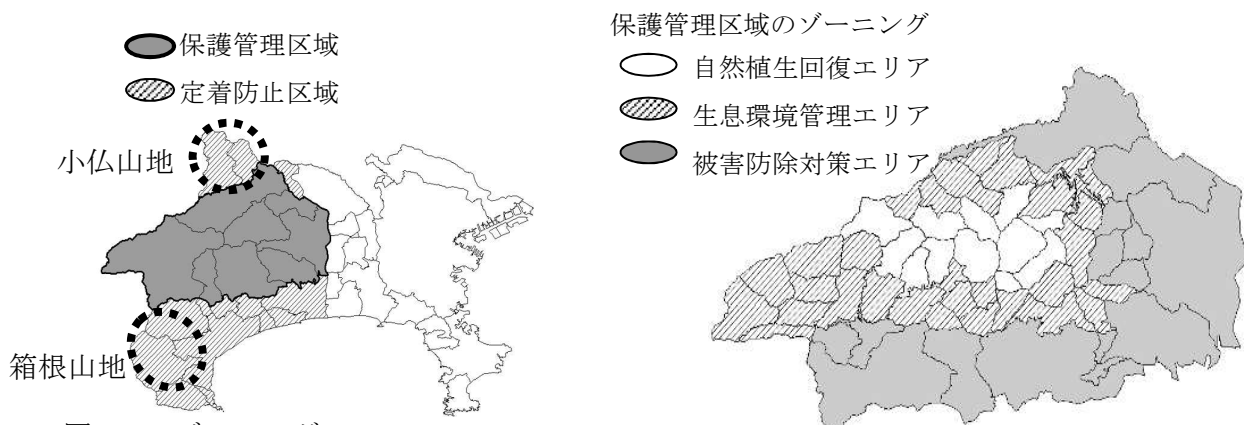 保護管理区域
定着防止区域
小仏山地
箱根山地
保護管理区域のゾーニング
自然植生回復エリア
生息環境管理エリア
被害防除対策エリア